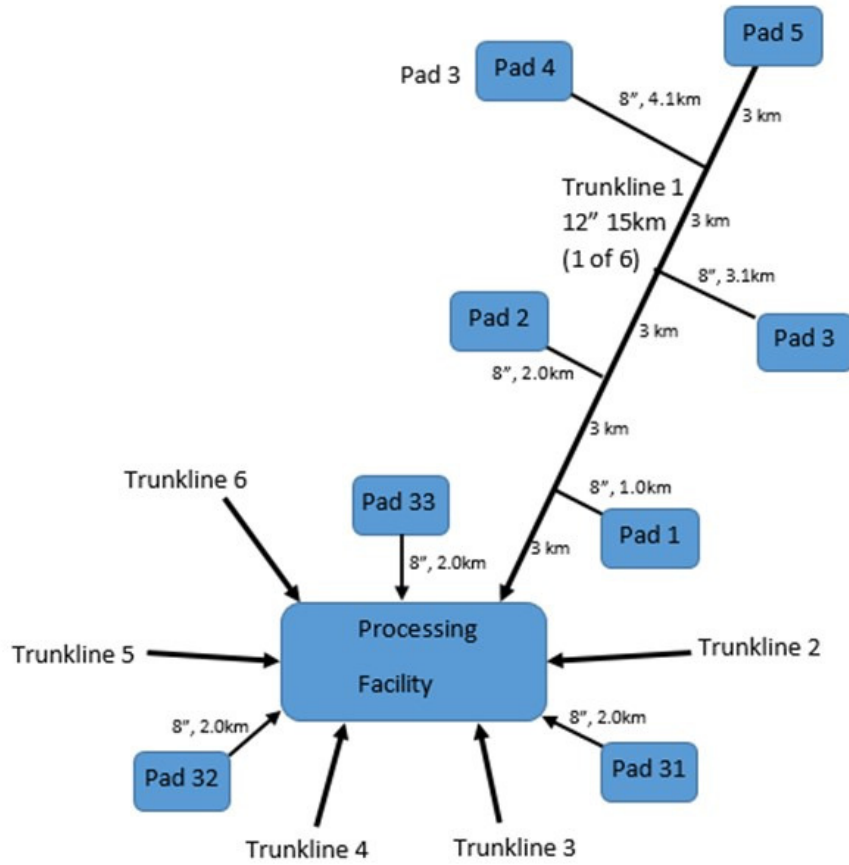 Pad 5
Pad 3
Pad 4
8”, 4.1km
3 km
Trunkline 1
12” 15km
(1 of 6)
3 km
8”, 3.1km
Pad 2
3 km
Pad 3
8”, 2.0km
3 km
Trunkline 6
Pad 33
8”, 1.0km
Pad 1
8”, 2.0km
3 km
Processing
Facility
Trunkline 5
Trunkline 2
8”, 2.0km
8”, 2.0km
Pad 32
Pad 31
Trunkline 4
Trunkline 3